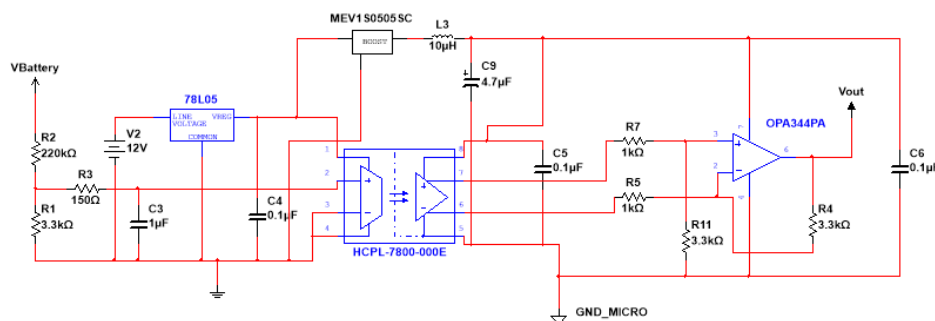 MEV1S0505SC
BOOST
L3
10µH
VBattery
C9
4.7µF
Vout
78L05
LINE VREG
VOLTAGE
COMMON
V2
12V
R2
220kΩ
R3
150Ω
R1
3.3kΩ
C3
1µF
C4
0.1µF
1
2
3
4
8
7
6
5
HCPL-7800-000E
C5
0.1µF
R7
1kΩ
R5
1kΩ
R11
3.3kΩ
OPA344PA
3
2
7
6
R4
3.3kΩ
C6
0.1µF
GND_MICRO